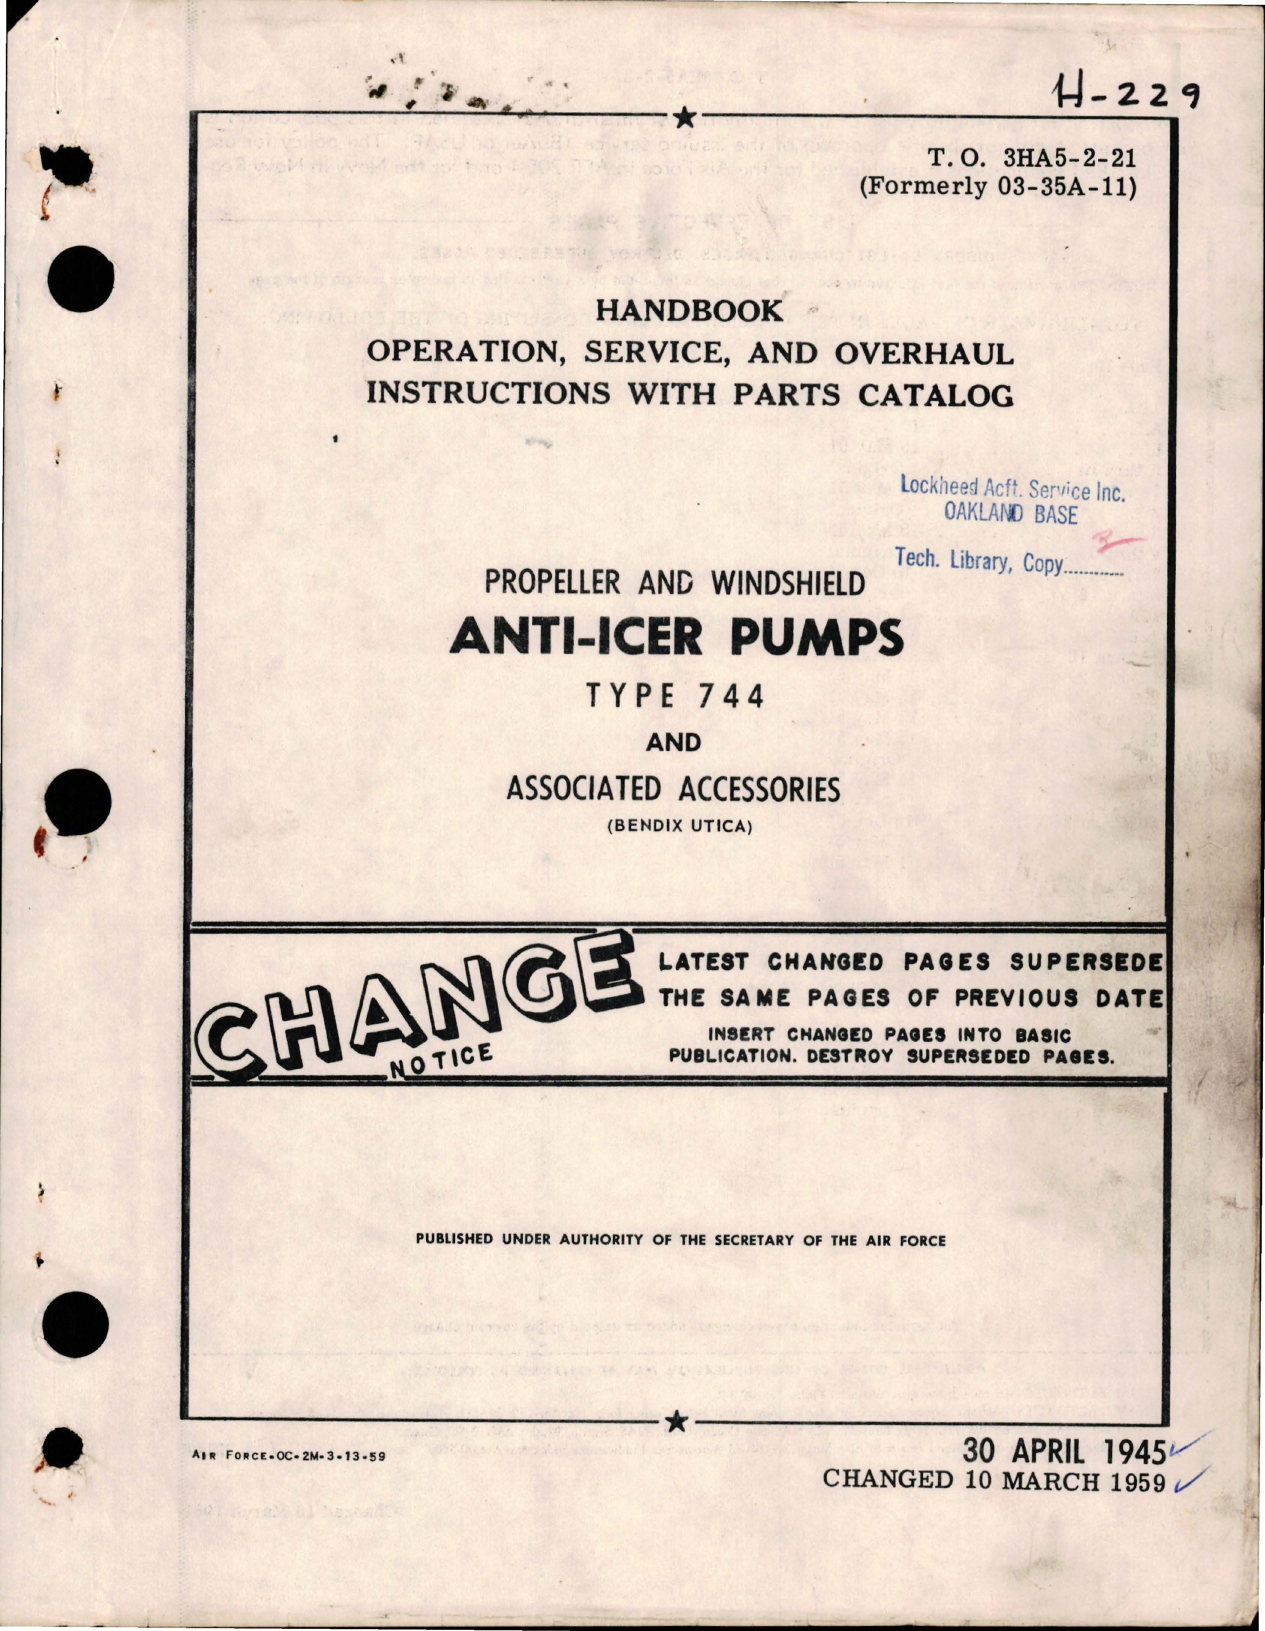 H-229
T. O. 3HA5-2-21
(Formerly 03-35A-11)
HANDBOOK
OPERATION, SERVICE, AND OVERHAUL
INSTRUCTIONS WITH PARTS CATALOG
Lockheed Acft. Service Inc.
OAKLAND BASE
Tech. Library, Copy............
PROPELLER AND WINDSHIELD
ANTI-ICER PUMPS
TYPE 744
AND
ASSOCIATED ACCESSORIES
(BENDIX UTICA)
CHANGE
NOTICE
LATEST CHANGED PAGES SUPERSEDE
THE SAME PAGES OF PREVIOUS DATE
INSERT CHANGED PAGES INTO BASIC
PUBLICATION. DESTROY SUPERSEDED PAGES.
PUBLISHED UNDER AUTHORITY OF THE SECRETARY OF THE AIR FORCE
AIR FORCE-OC-2M-3-13-59
30 APRIL 1945
CHANGED 10 MARCH 1959